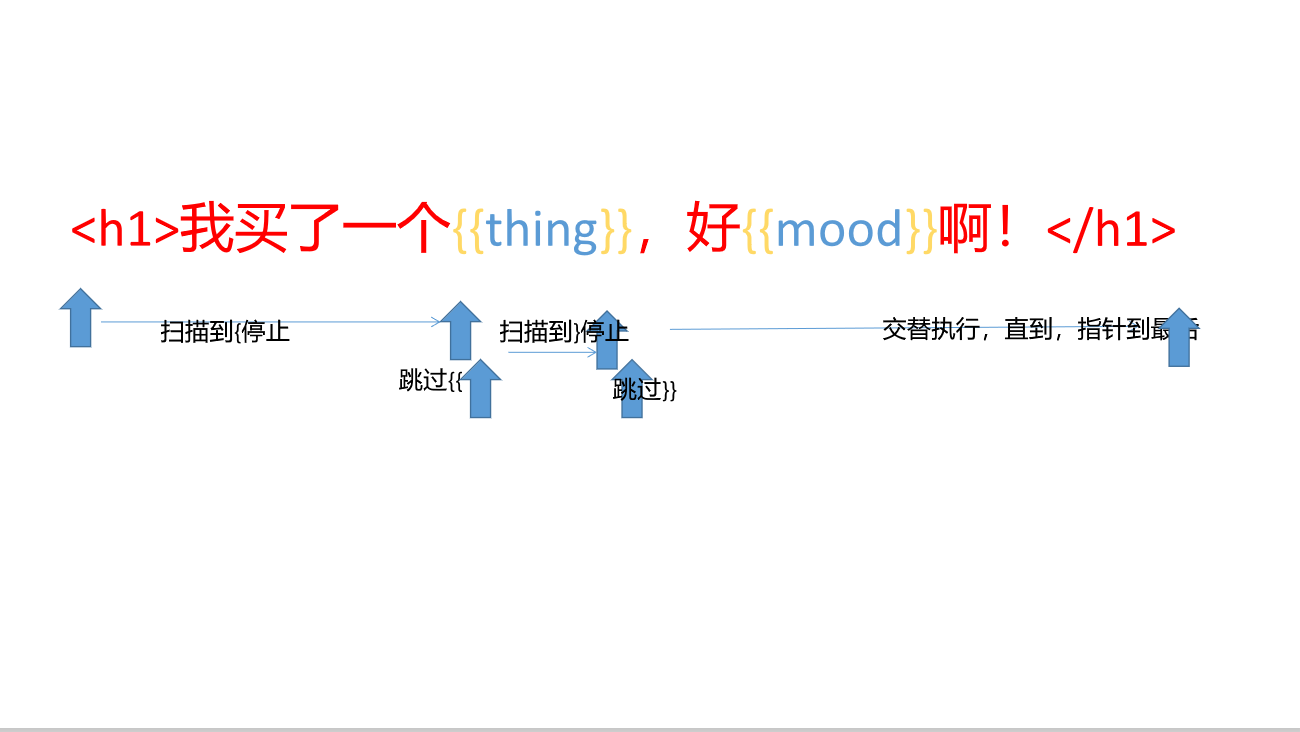 <h1>我买了一个{{thing}}，好{{mood}}啊！</h1>
扫描到{停止
扫描到}停止
交替执行，直到，指针到最后
跳过{{
跳过}}